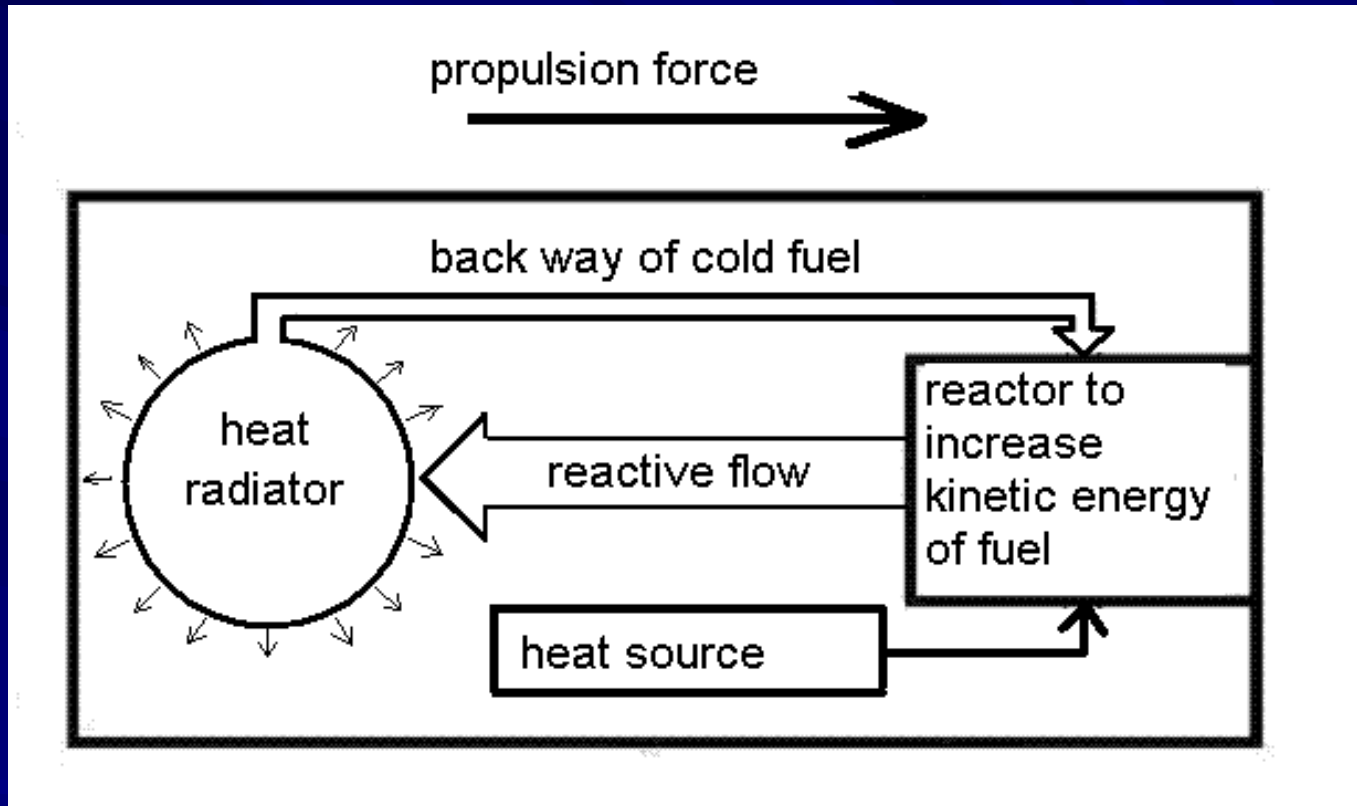 propulsion force
back way of cold fuel
heat
radiator
reactive flow
reactor to
increase
kinetic energy
of fuel
heat source